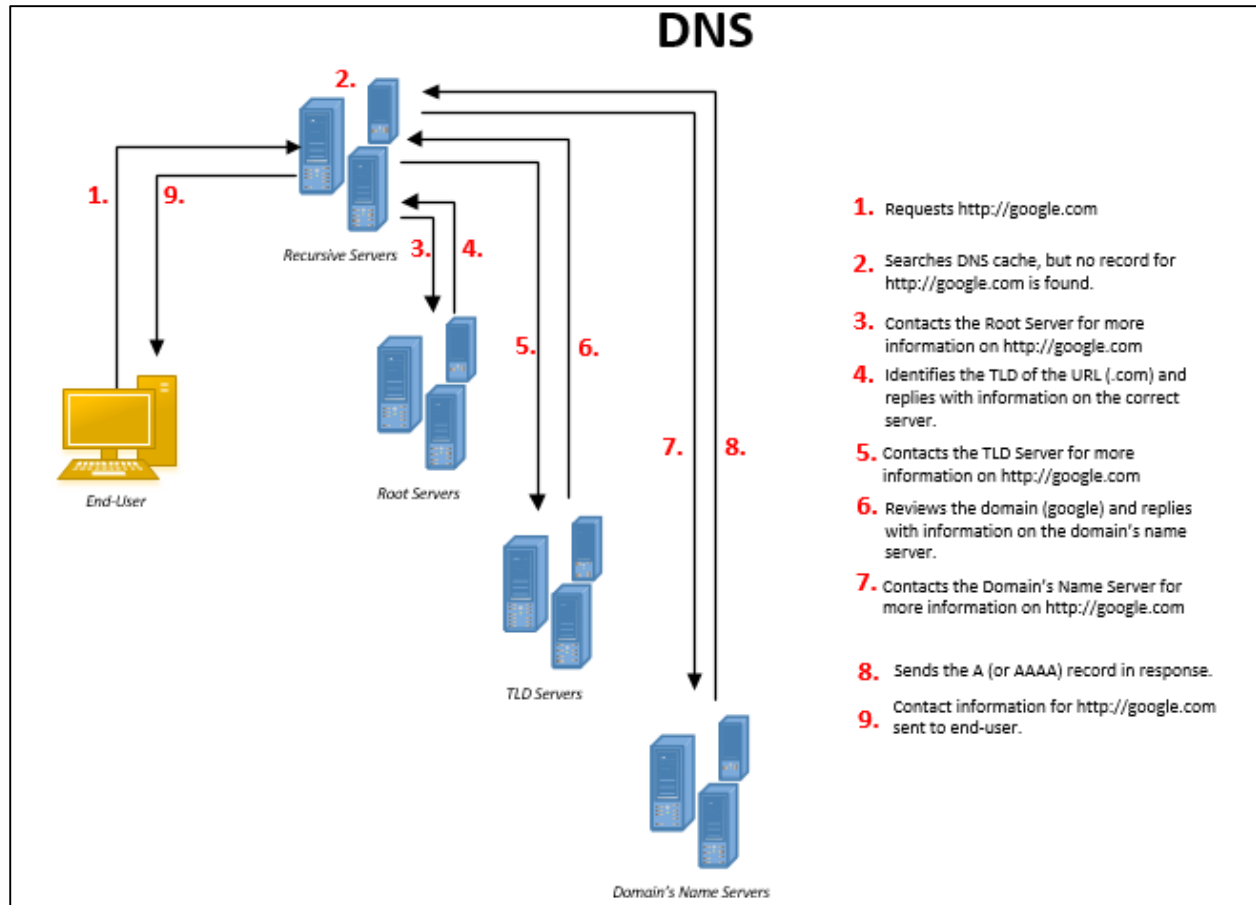 DNS
2.
1.
9.
Recursive Servers
3.
4.
5.
6.
End-User
Root Servers
7.
8.
TLD Servers
Domain's Name Servers
1. Requests http://google.com
2. Searches DNS cache, but no record for
http://google.com is found.
3. Contacts the Root Server for more
information on http://google.com
4. Identifies the TLD of the URL (.com) and
replies with information on the correct
server.
5. Contacts the TLD Server for more
information on http://google.com
6. Reviews the domain (google) and replies
with information on the domain's name
server.
7. Contacts the Domain's Name Server for
more information on http://google.com
8. Sends the A (or AAAA) record in response.
9. Contact information for http://google.com
sent to end-user.